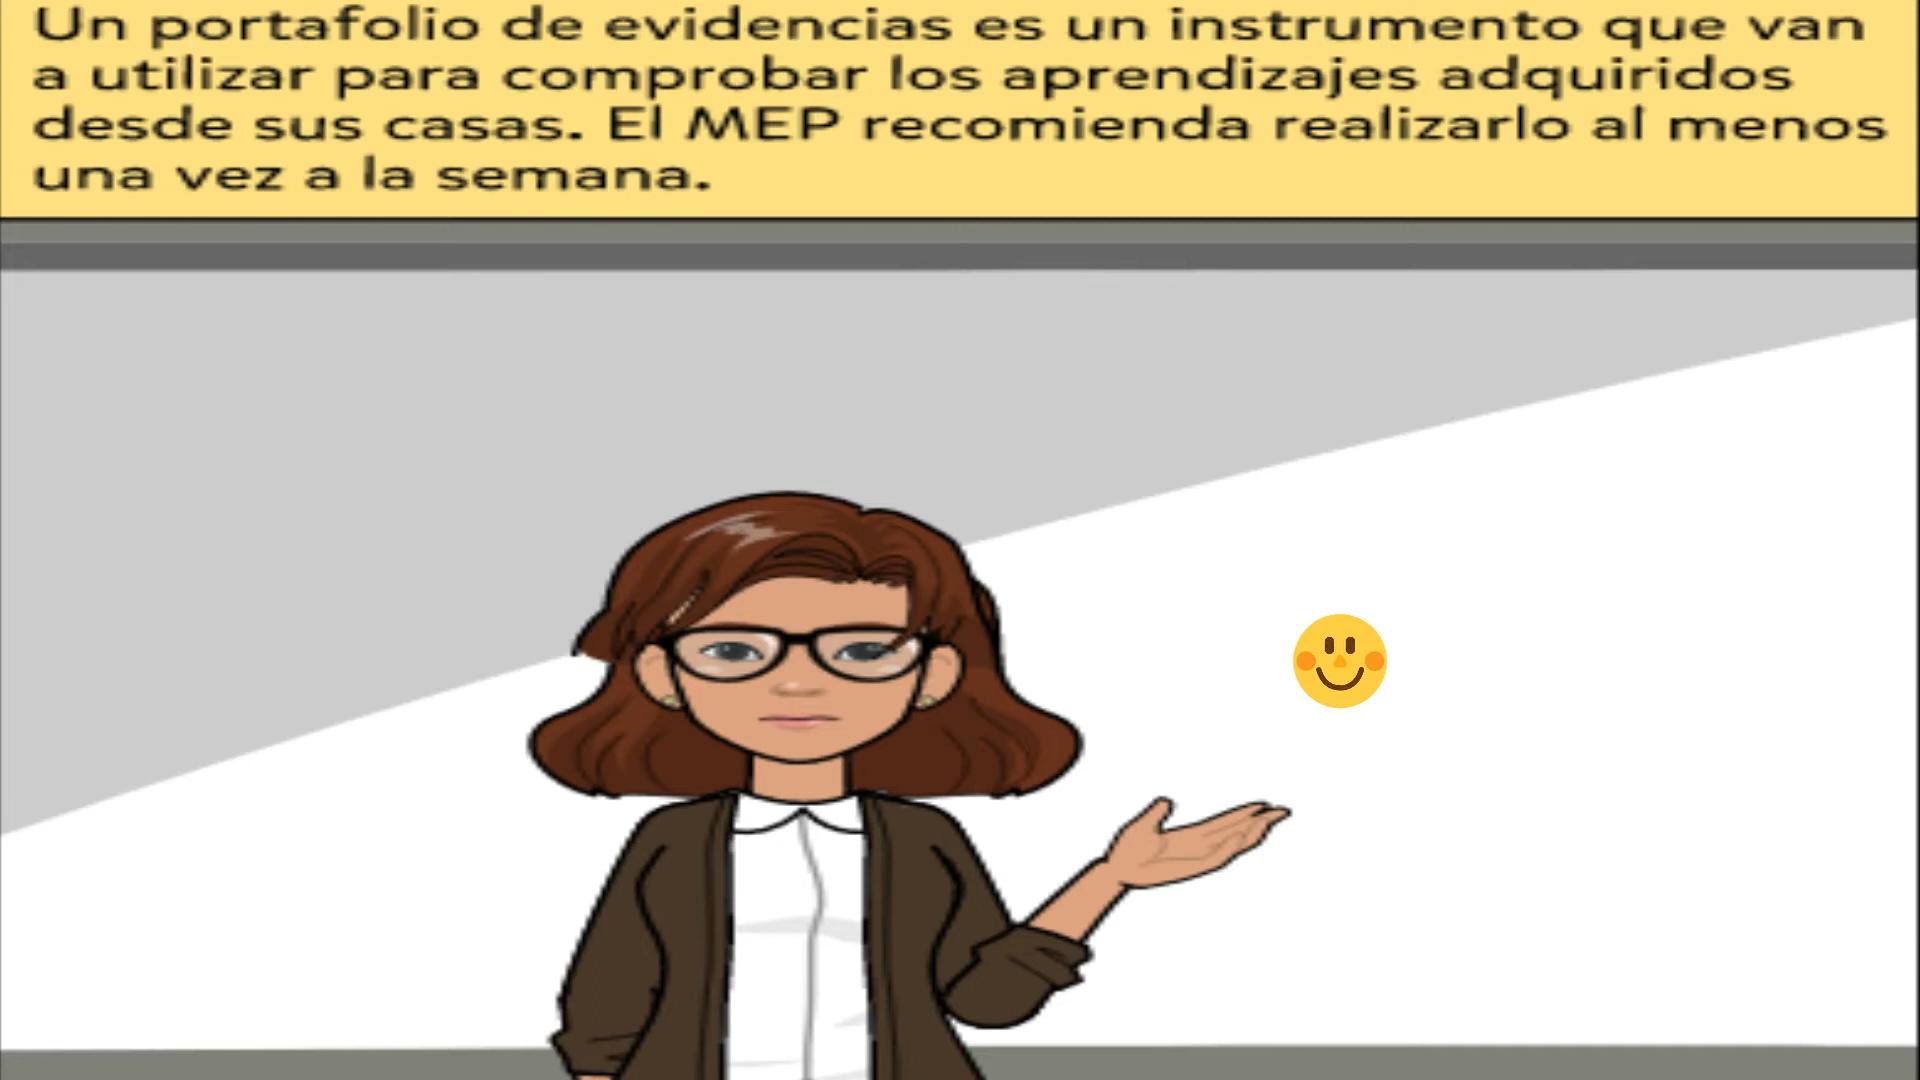 Un portafolio de evidencias es un instrumento que van
a utilizar para comprobar los aprendizajes adquiridos
desde sus casas. El MEP recomienda realizarlo al menos
una vez a la semana.